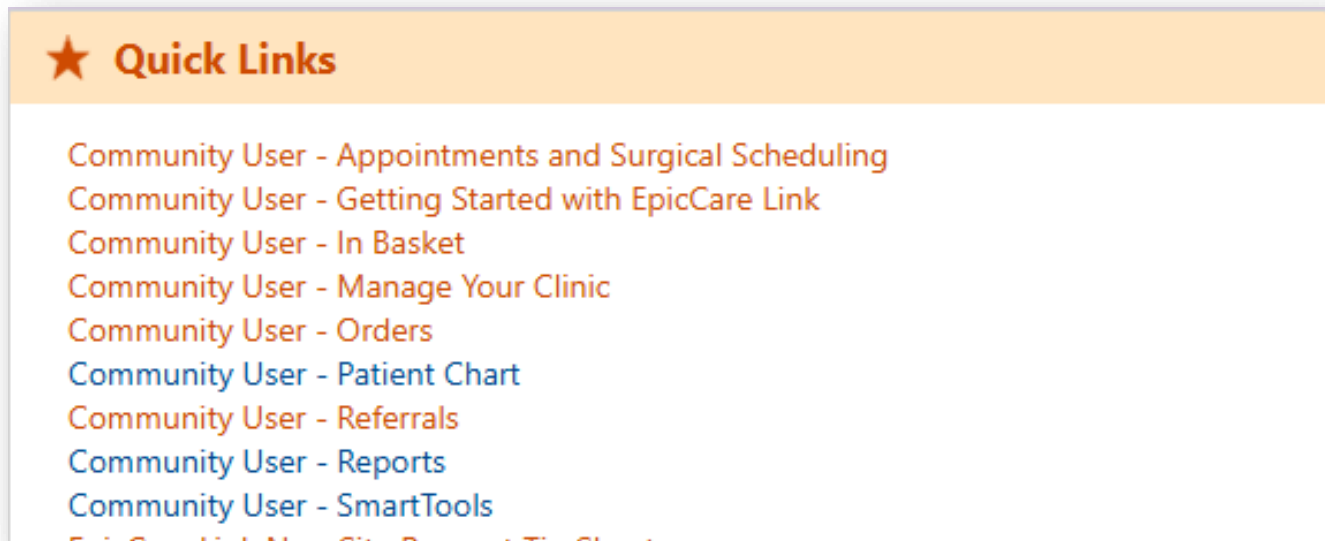 Quick Links
Community User - Appointments and Surgical Scheduling
Community User - Getting Started with EpicCare Link
Community User - In Basket
Community User - Manage Your Clinic
Community User - Orders
Community User - Patient Chart
Community User - Referrals
Community User - Reports
Community User - SmartTools